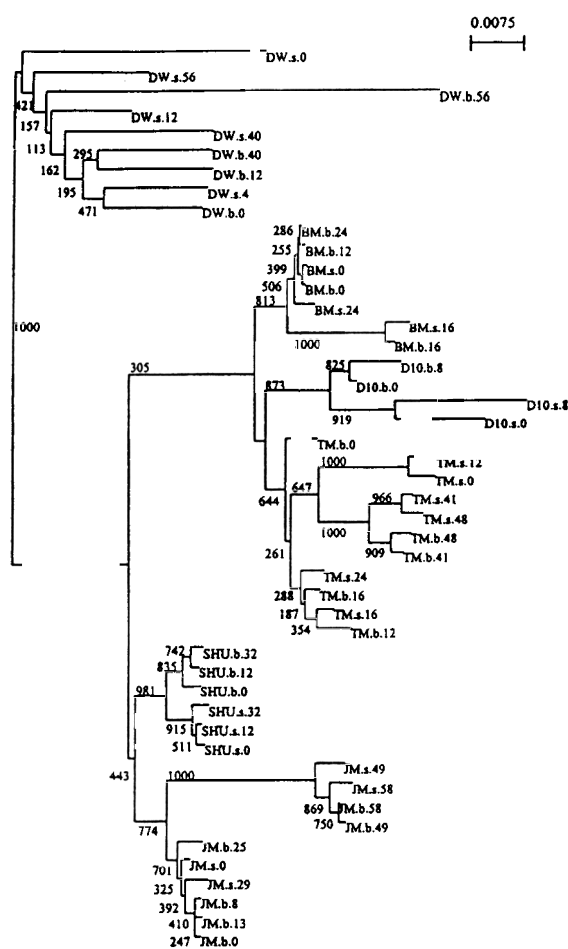 0.0075
DW.s.0
DW.s.56
421
DW.b.56
157
DW.s.12
113
DW.s.40
295
DW.b.40
162
DW.b.12
195
DW.s.4
471
DW.b.0
286
BM.b.24
255
BM.b.12
399
BM.s.0
506
BM.b.0
813
BM.s.24
1000
BM.s.16
1000
BM.b.16
305
825
D10.b.8
873
D10.b.0
D10.s.8
919
D10.s.0
TM.b.0
1000
TM.s.12
TM.s.0
644
647
966
TM.s.41
TM.s.48
1000
TM.b.48
261
909
TM.b.41
TM.s.24
288
TM.b.16
187
TM.s.16
354
TM.b.12
742
SHU.b.32
835
SHU.b.12
981
SHU.b.0
SHU.s.32
915
SHU.s.12
511
SHU.s.0
443
1000
JM.s.49
JM.s.58
869
JM.b.58
774
750
JM.b.49
JM.b.25
701
JM.s.0
325
JM.s.29
392
JM.b.8
410
JM.b.13
247
JM.b.0